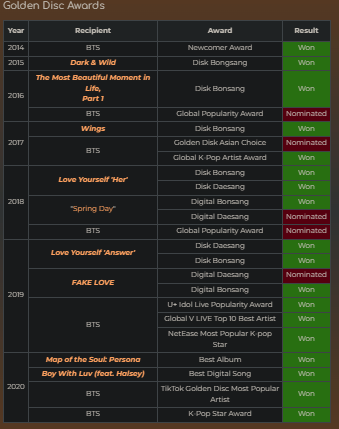 Golden Disc Awards
Year Recipient Award Result
2014 BTS Newcomer Award Won
2015 Dark & Wild Disk Bongsang Won
2016 The Most Beautiful Moment in
Life,
Part 1 Disk Bonsang Won
BTS Global Popularity Award Nominated
2017 Wings Disk Bonsang Won
BTS Golden Disk Asian Choice Nominated
Global K-Pop Artist Award Won
2018 Love Yourself 'Her' Disk Bonsang Won
Disk Daesang Won
"Spring Day" Digital Bonsang Won
Digital Daesang Nominated
BTS Global Popularity Award Nominated
2019 Love Yourself 'Answer' Disk Daesang Won
Disk Bonsang Won
FAKE LOVE Digital Daesang Nominated
Digital Bonsang Won
BTS U+ Idol Live Popularity Award Won
Global V LIVE Top 10 Best Artist Won
NetEase Most Popular K-pop
Star Won
2020 Map of the Soul: Persona Best Album Won
Boy With Luv (feat. Halsey) Best Digital Song Won
BTS TikTok Golden Disc Most Popular
Artist Won
BTS K-Pop Star Award Won